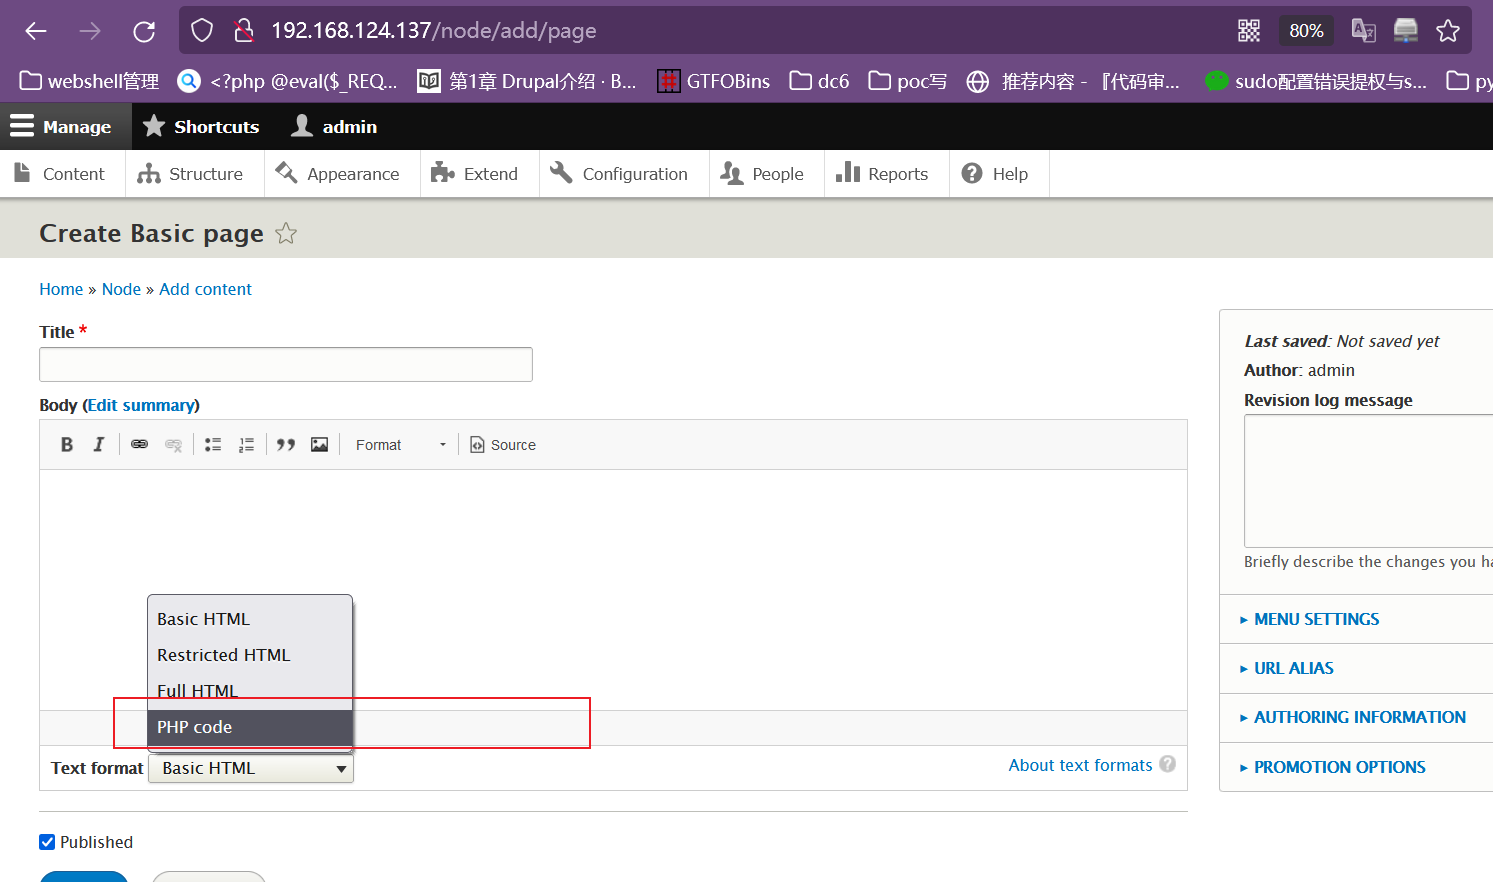 192.168.124.137/node/add/page
80%
webshell管理
<?php @eval($_REQ...
第1章 Drupal介绍 · B...
GTFOBins
dc6
poc写
推荐内容 - 『代码审...
sudo配置错误提权与s...
py
Manage
Shortcuts
admin
Content
Structure
Appearance
Extend
Configuration
People
Reports
Help
Create Basic page
Home » Node » Add content
Title *
Body (Edit summary)
B I
Format
Source
Basic HTML
Restricted HTML
Full HTML
PHP code
Text format
Basic HTML
About text formats ?
Published
Last saved: Not saved yet
Author: admin
Revision log message
Briefly describe the changes you ha
MENU SETTINGS
URL ALIAS
AUTHORING INFORMATION
PROMOTION OPTIONS